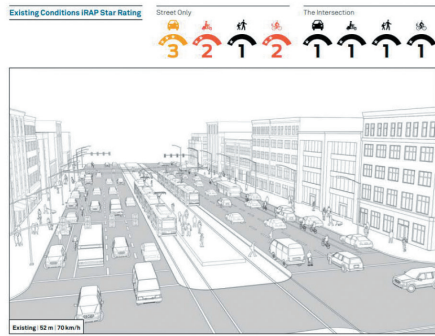 Existing Conditions iRAP Star Rating
Street Only
3 2 1 2
The Intersection
1 1 1 1
Existing | 52 m | 70 km/h